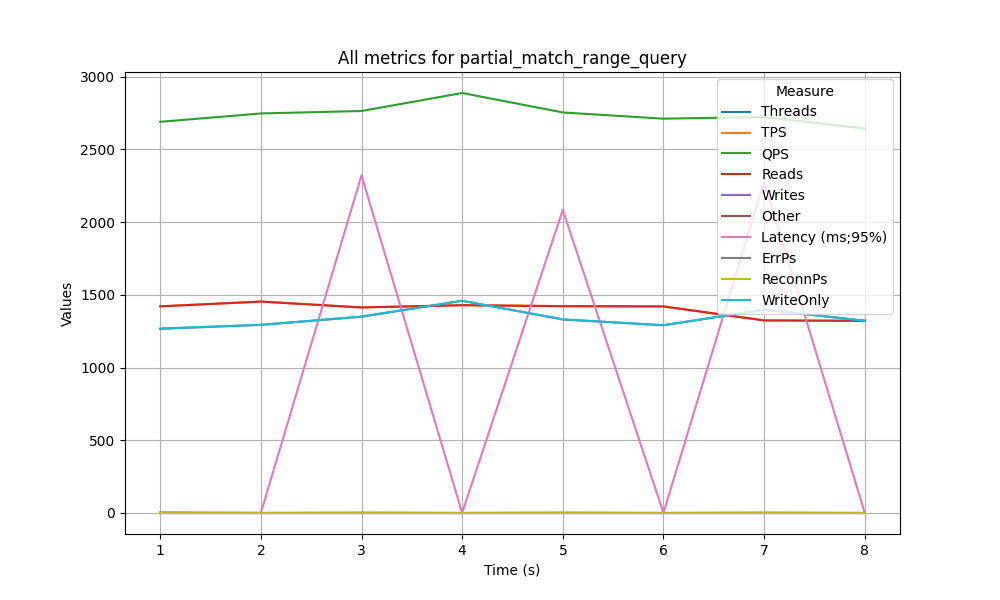 All metrics for partial_match_range_query
3000
2500
2000
1500
1000
500
0
Values
Measure
Threads
TPS
QPS
Reads
Writes
Other
Latency (ms;95%)
ErrPs
ReconnPs
WriteOnly
1 2 3 4 5 6 7 8
Time (s)